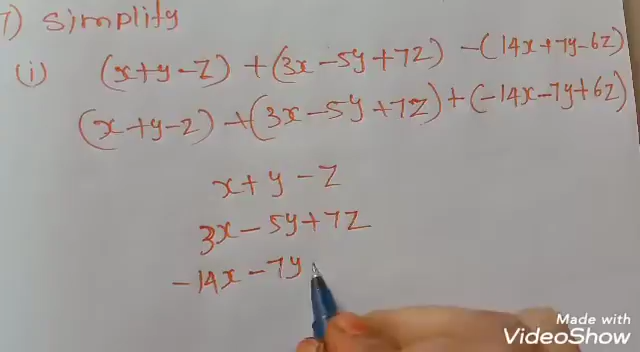 7) Simplify
(i) (x+y-z) +(3x-5y+7z) -(14x+7y-6z)
(x+y-z) +(3x-5y+7z)+(-14x-7y+6z)
x+y-z
3x-5y+7z
-14x-7y
Made with
VideoShow